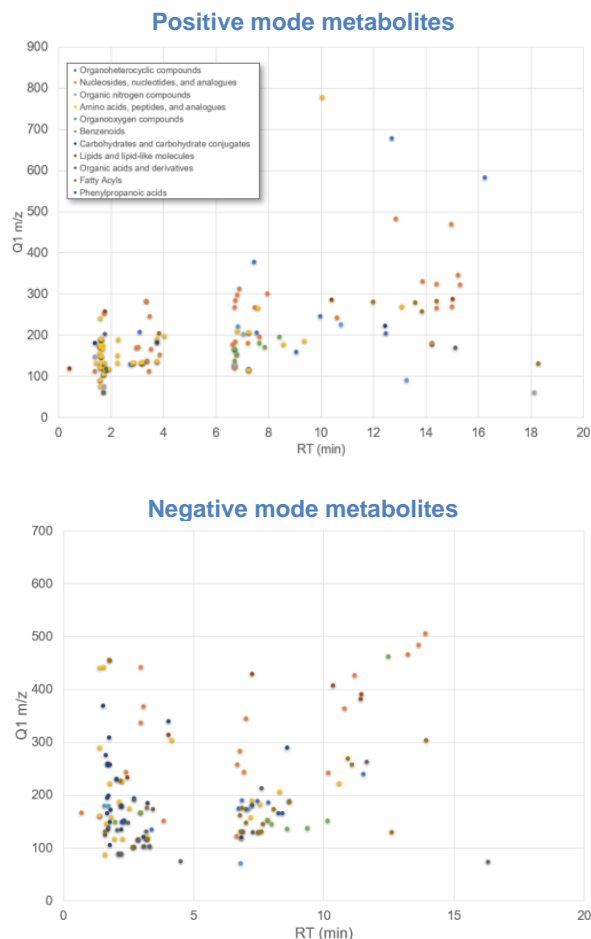 Positive mode metabolites
900
800
700
600
500
400
300
200
100
0
Q1 m/z
Organoheterocyclic compounds
Nucleosides, nucleotides, and analogues
Organic nitrogen compounds
Amino acids, peptides, and analogues
Organooxygen compounds
Benzenoids
Carbohydrates and carbohydrate conjugates
Lipids and lipid-like molecules
Organic acids and derivatives
Fatty Acyls
Phenylpropanoic acids
0 2 4 6 8 10 12 14 16 18 20
RT (min)
Negative mode metabolites
700
600
500
400
300
200
100
0
Q1 m/z
0 5 10 15 20
RT (min)